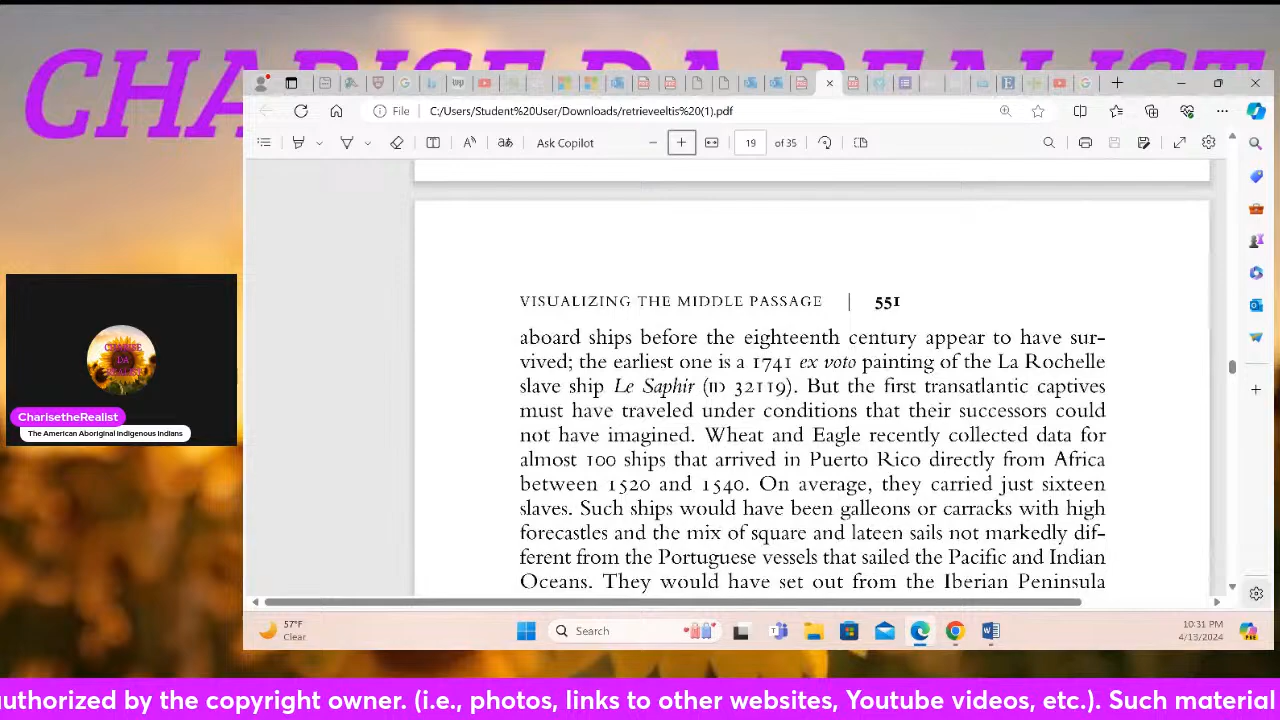 CHARISE DA REALIST
File
C:/Users/Student%20User/Downloads/retrieveeltis%20(1).pdf
Ask Copilot
19
of 35
VISUALIZING THE MIDDLE PASSAGE | 551
aboard ships before the eighteenth century appear to have sur-
vived; the earliest one is a 1741 ex voto painting of the La Rochelle
slave ship Le Saphir (ID 32119). But the first transatlantic captives
must have traveled under conditions that their successors could
not have imagined. Wheat and Eagle recently collected data for
almost 100 ships that arrived in Puerto Rico directly from Africa
between 1520 and 1540. On average, they carried just sixteen
slaves. Such ships would have been galleons or carracks with high
forecastles and the mix of square and lateen sails not markedly dif-
ferent from the Portuguese vessels that sailed the Pacific and Indian
Oceans. They would have set out from the Iberian Peninsula
CHARISE
DA
REALIST
CharisetheRealist
The American Aboriginal Indigenous Indians
57°F
Clear
Search
10:31 PM
4/13/2024
uthorized by the copyright owner. (i.e., photos, links to other websites, Youtube videos, etc.). Such material